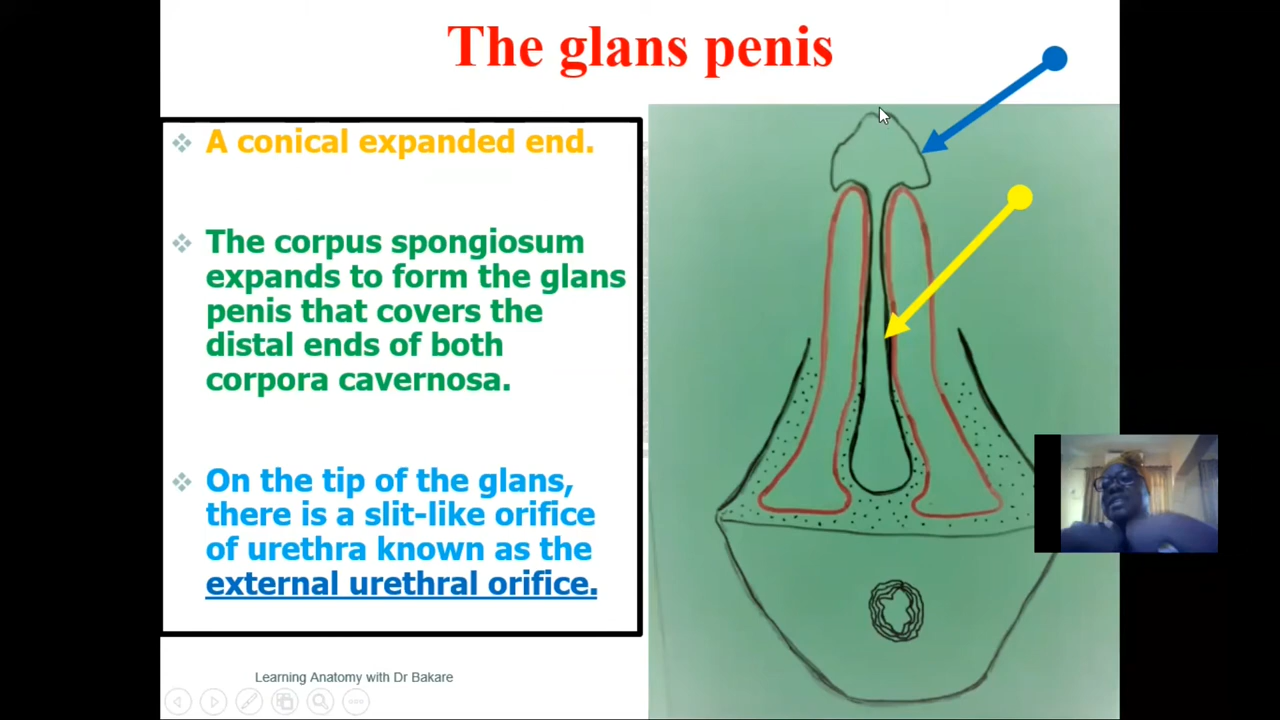 The glans penis
A conical expanded end.
The corpus spongiosum
expands to form the glans
penis that covers the
distal ends of both
corpora cavernosa.
On the tip of the glans,
there is a slit-like orifice
of urethra known as the
external urethral orifice.
Learning Anatomy with Dr Bakare